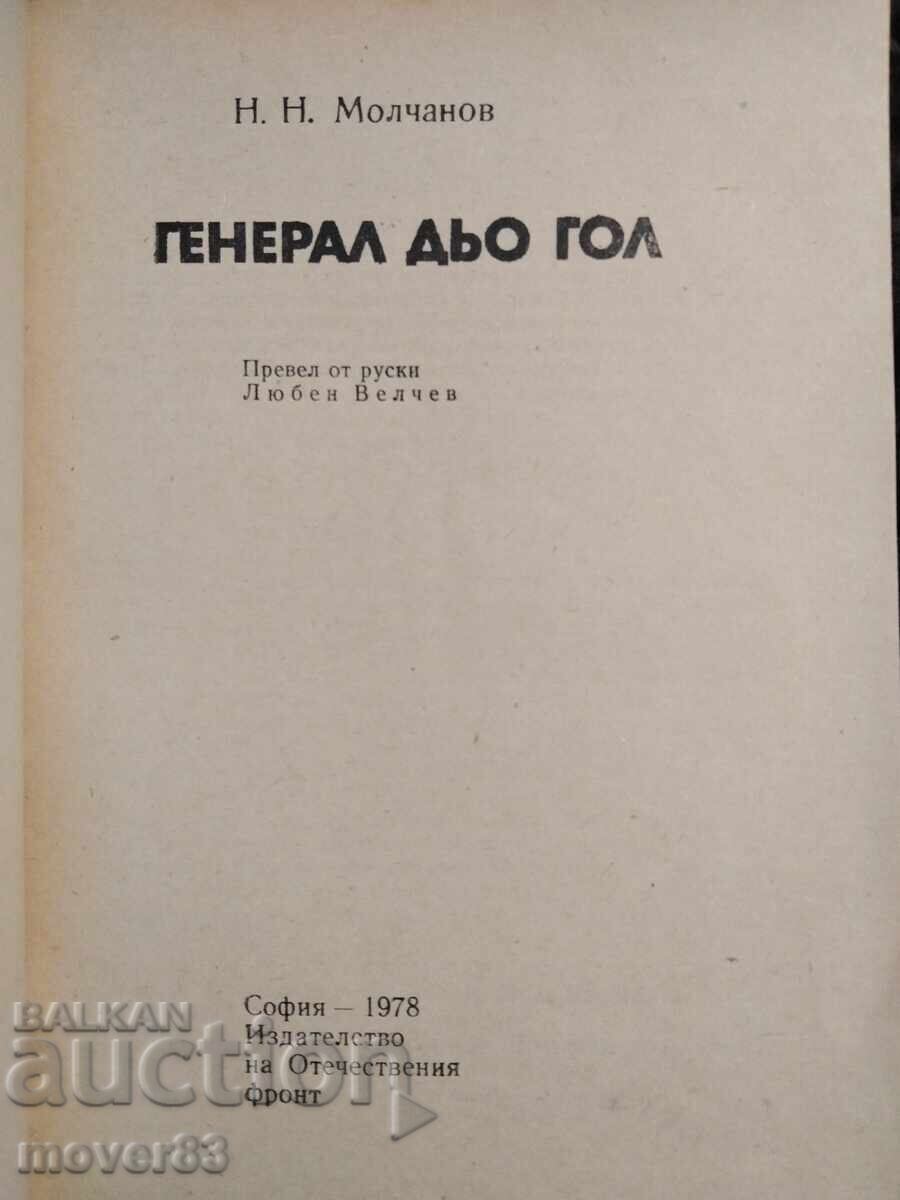 Н. Н. Молчанов
ГЕНЕРАЛ ДЬО ГОЛ
Превел от руски
Любен Велчев
София — 1978
Издателство
на Отечествения
фронт
BALKAN
auction
mover83